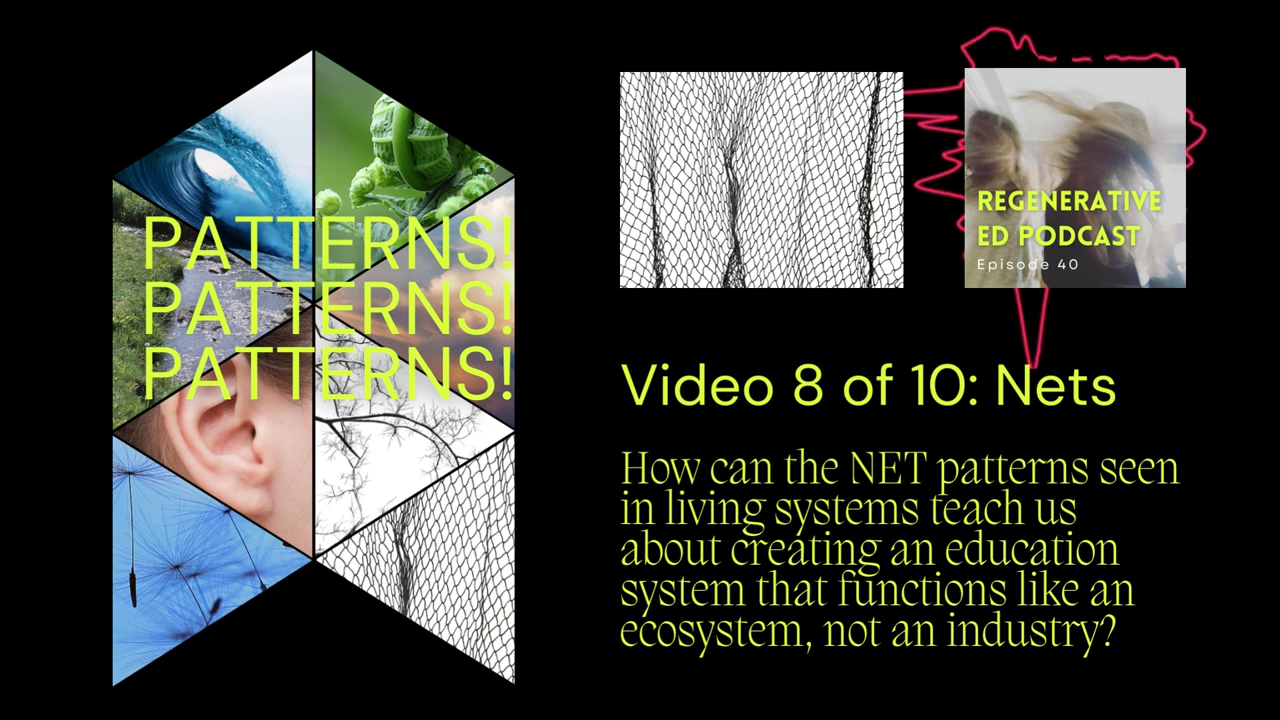 PATTERNS!
PATTERNS!
PATTERNS!
REGENERATIVE
ED PODCAST
Episode 40
Video 8 of 10: Nets
How can the NET patterns seen
in living systems teach us
about creating an education
system that functions like an
ecosystem, not an industry?